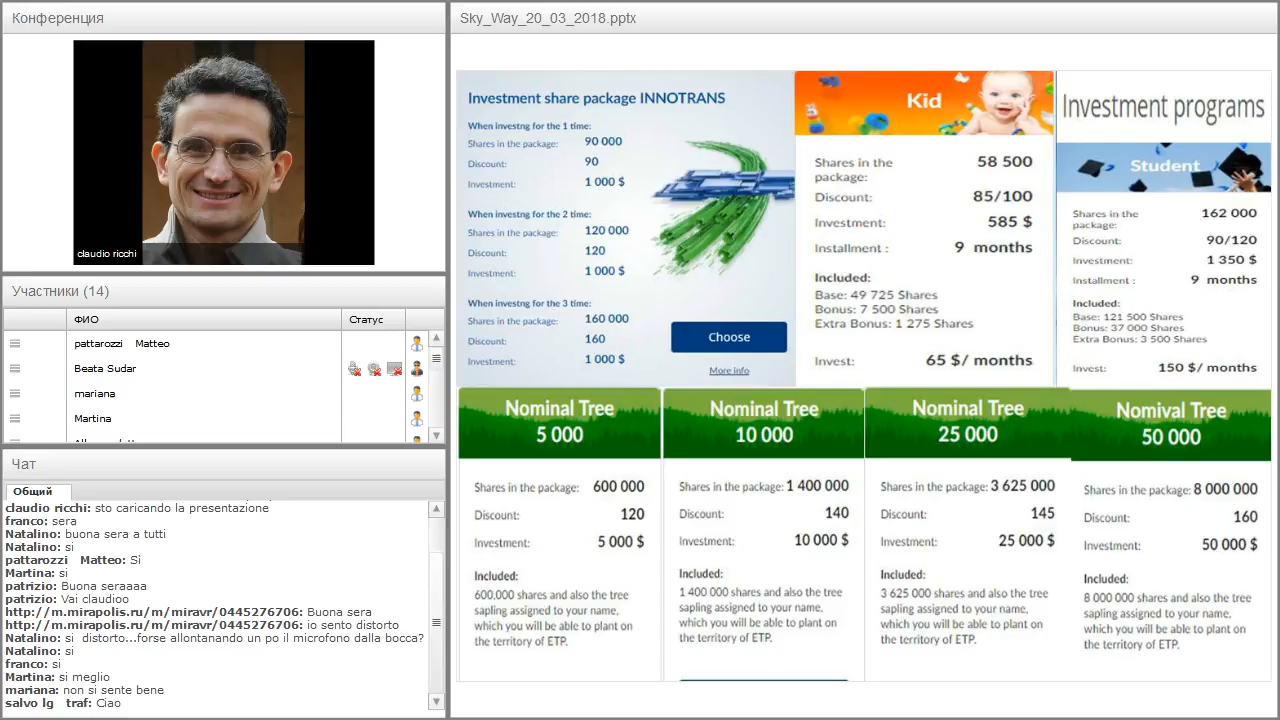 Конференция
claudio ricchi
Участники (14)
ФИО Статус
pattarozzi Matteo
Beata Sudar
mariana
Martina
Чат
Общий
claudio ricchi: sto caricando la presentazione
franco: sera
Natalino: buona sera a tutti
Natalino: si
pattarozzi Matteo: Sì
Martina: si
patrizio: Buona seraaaa
patrizio: Vai claudioo
http://m.mirapolis.ru/m/miravr/0445276706: Buona sera
http://m.mirapolis.ru/m/miravr/0445276706: io sento distorto
Natalino: si distorto...forse allontanando un po il microfono dalla bocca?
Natalino: si
franco: si
Martina: si meglio
mariana: non si sente bene
salvo lg traf: Ciao
Sky_Way_20_03_2018.pptx
Investment share package INNOTRANS
When investng for the 1 time:
Shares in the package: 90 000
Discount: 90
Investment: 1 000 $
When investng for the 2 time:
Shares in the package: 120 000
Discount: 120
Investment: 1 000 $
When investng for the 3 time:
Shares in the package: 160 000
Discount: 160
Investment: 1 000 $
Choose
More info
Kid
Shares in the 58 500
package:
Discount: 85/100
Investment: 585 $
Installment : 9 months
Included:
Base: 49 725 Shares
Bonus: 7 500 Shares
Extra Bonus: 1 275 Shares
Invest: 65 $/ months
Investment programs
Student
Shares in the 162 000
package:
Discount: 90/120
Investment: 1 350 $
Installment : 9 months
Included:
Base: 121 500 Shares
Bonus: 37 000 Shares
Extra Bonus: 3 500 Shares
Invest: 150 $/ months
Nominal Tree
5 000
Shares in the package: 600 000
Discount: 120
Investment: 5 000 $
Included:
600.000 shares and also the tree
sapling assigned to your name,
which you will be able to plant on
the territory of ETP.
Nominal Tree
10 000
Shares in the package: 1 400 000
Discount: 140
Investment: 10 000 $
Included:
1 400 000 shares and also the tree
sapling assigned to your name,
which you will be able to plant on
the territory of ETP.
Nominal Tree
25 000
Shares in the package: 3 625 000
Discount: 145
Investment: 25 000 $
Included:
3 625 000 shares and also the tree
sapling assigned to your name,
which you will be able to plant on
the territory of ETP.
Nomival Tree
50 000
Shares in the package: 8 000 000
Discount: 160
Investment: 50 000 $
Included:
8 000 000 shares and also the tree
sapling assigned to your name,
which you will be able to plant on
the territory of ETP.